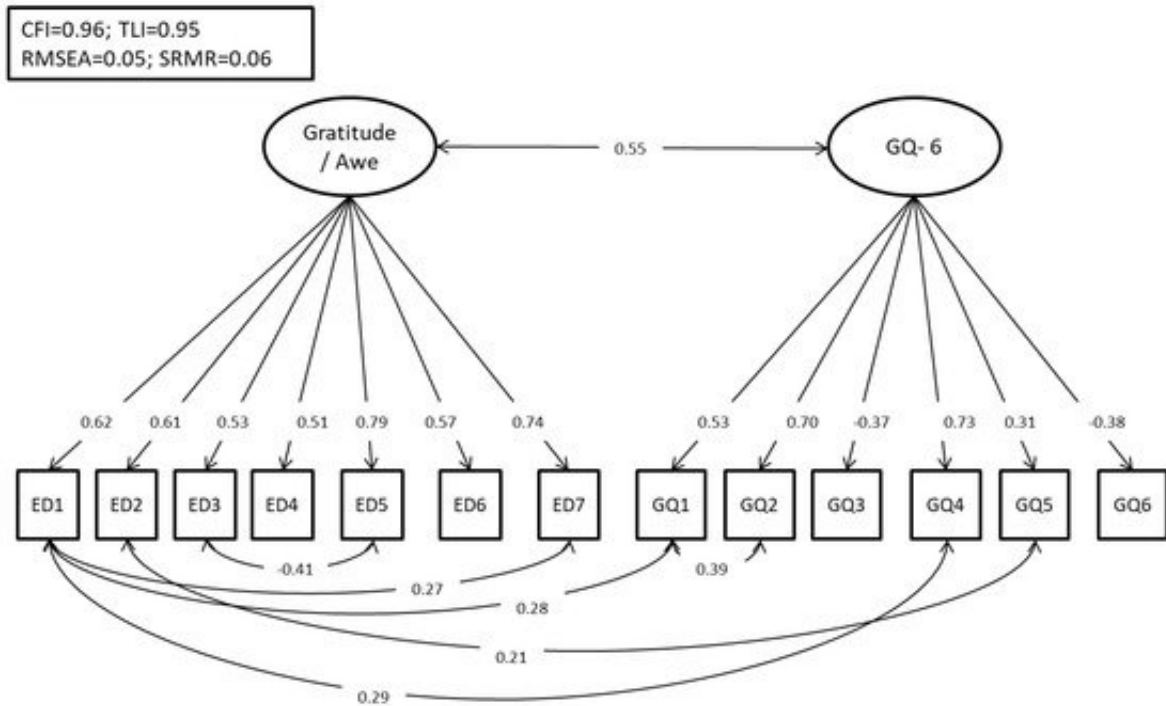 CFI=0.96; TLI=0.95
RMSEA=0.05; SRMR=0.06
Gratitude
/ Awe
0.55
GQ- 6
0.62 0.61 0.53 0.51 0.79 0.57 0.74 0.53 0.70 -0.37 0.73 0.31 -0.38
ED1 ED2 ED3 ED4 ED5 ED6 ED7 GQ1 GQ2 GQ3 GQ4 GQ5 GQ6
-0.41 0.39
0.27
0.28
0.21
0.29